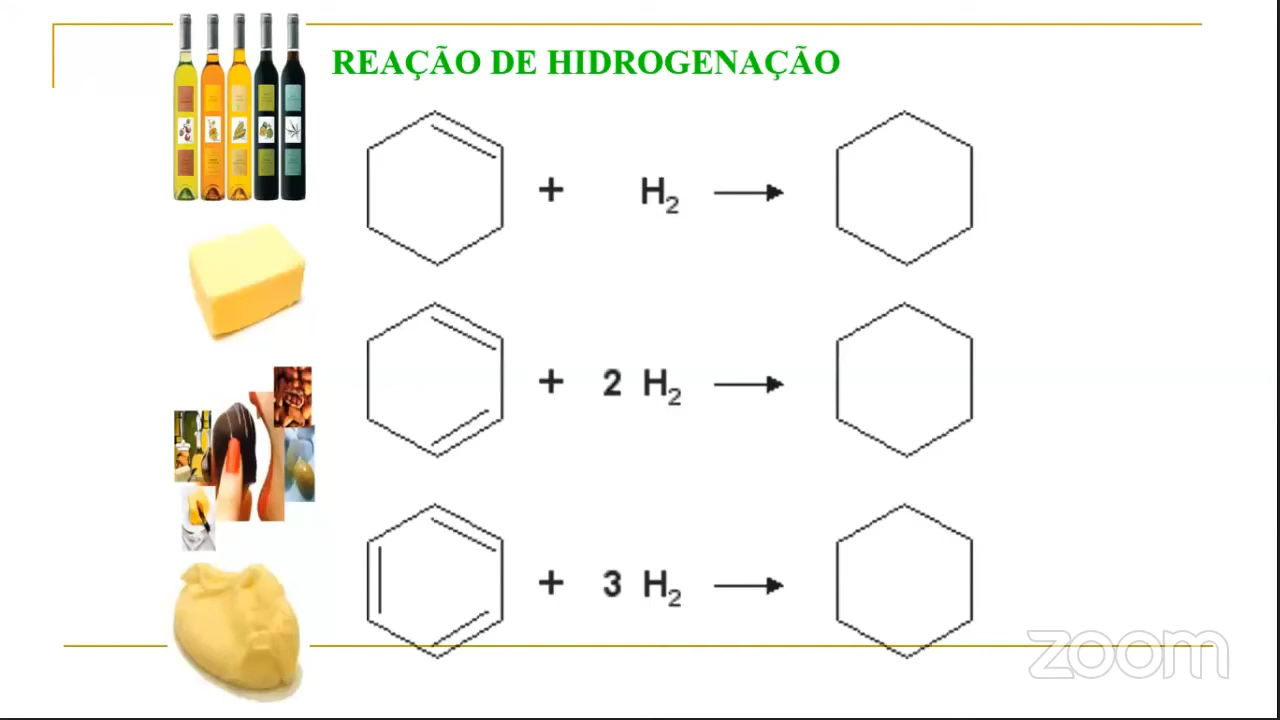 REAÇÃO DE HIDROGENAÇÃO
+ H2
+ 2 H2
+ 3 H2
zoom